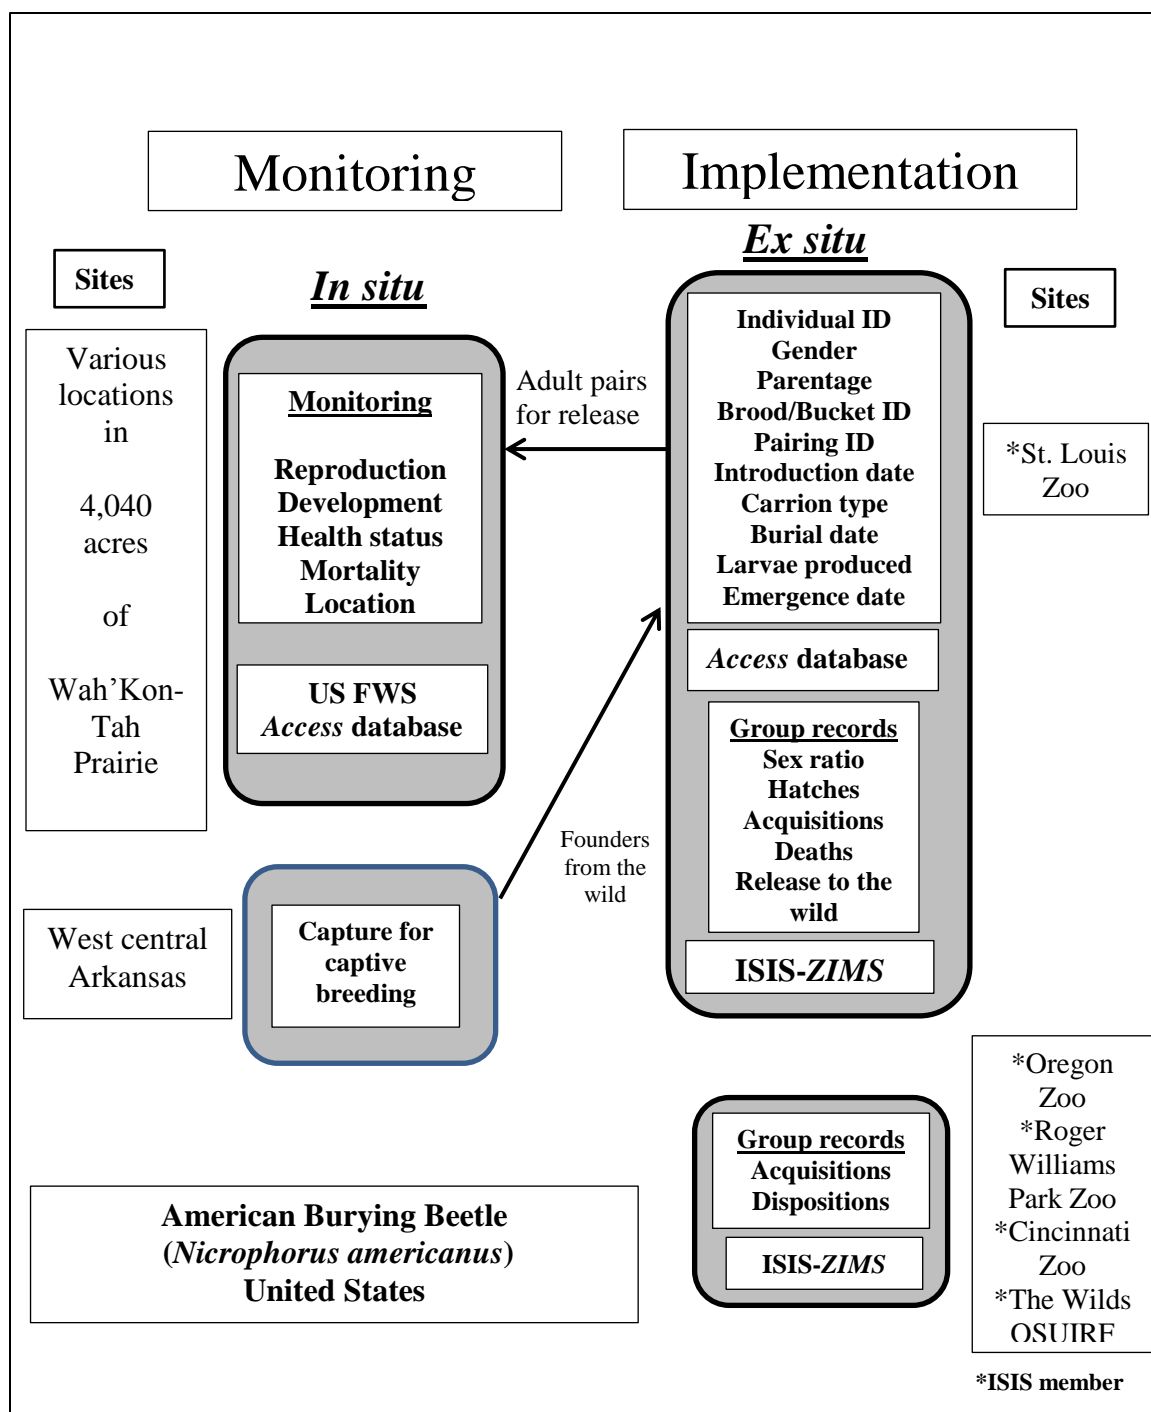 Monitoring
Implementation
Sites
In situ
Ex situ
Sites
Various
locations
in
4,040
acres
of
Wah’Kon-
Tah
Prairie
Monitoring
Reproduction
Development
Health status
Mortality
Location
US FWS
Access database
Adult pairs
for release
Individual ID
Gender
Parentage
Brood/Bucket ID
Pairing ID
Introduction date
Carrion type
Burial date
Larvae produced
Emergence date
Access database
Group records
Sex ratio
Hatches
Acquisitions
Deaths
Release to the
wild
ISIS-ZIMS
*St. Louis
Zoo
Founders
from the
wild
West central
Arkansas
Capture for
captive
breeding
Group records
Acquisitions
Dispositions
ISIS-ZIMS
*Oregon
Zoo
*Roger
Williams
Park Zoo
*Cincinnati
Zoo
*The Wilds
OSUIRF
*ISIS member
American Burying Beetle
(Nicrophorus americanus)
United States